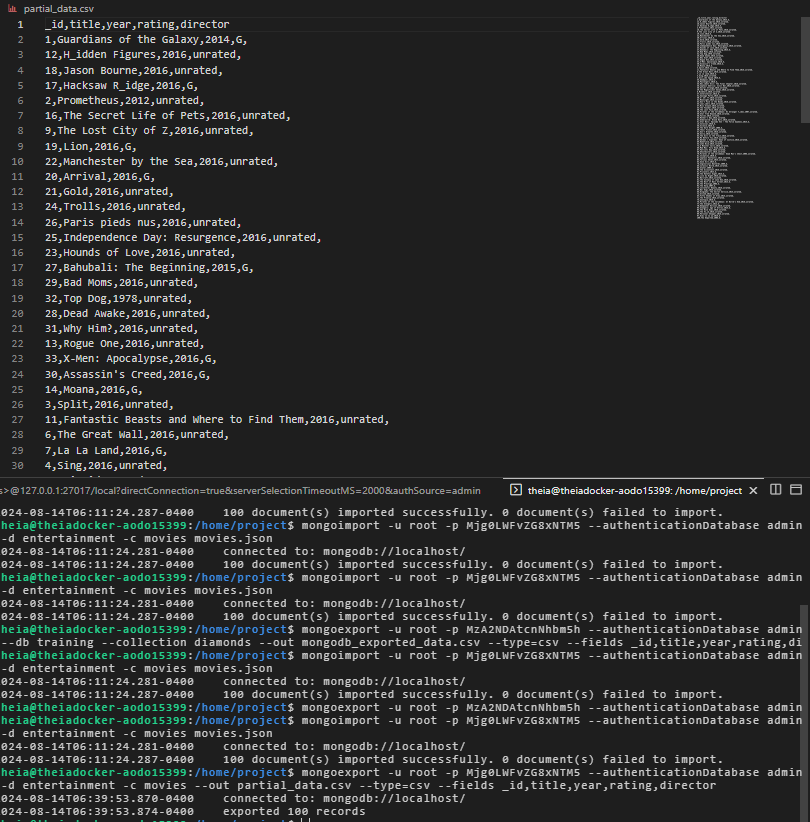 partial_data.csv
1 _id,title,year,rating,director
2 1,Guardians of the Galaxy,2014,G,
3 12,H_idden Figures,2016,unrated,
4 18,Jason Bourne,2016,unrated,
5 17,Hacksaw R_idge,2016,G,
6 2,Prometheus,2012,unrated,
7 16,The Secret Life of Pets,2016,unrated,
8 9,The Lost City of Z,2016,unrated,
9 19,Lion,2016,G,
10 22,Manchester by the Sea,2016,unrated,
11 20,Arrival,2016,G,
12 21,Gold,2016,unrated,
13 24,Trolls,2016,unrated,
14 26,Paris pieds nus,2016,unrated,
15 25,Independence Day: Resurgence,2016,unrated,
16 23,Hounds of Love,2016,unrated,
17 27,Bahubali: The Beginning,2015,G,
18 29,Bad Moms,2016,unrated,
19 32,Top Dog,1978,unrated,
20 28,Dead Awake,2016,unrated,
21 31,Why Him?,2016,unrated,
22 13,Rogue One,2016,unrated,
23 33,X-Men: Apocalypse,2016,G,
24 30,Assassin's Creed,2016,G,
25 14,Moana,2016,G,
26 3,Split,2016,unrated,
27 11,Fantastic Beasts and Where to Find Them,2016,unrated,
28 6,The Great Wall,2016,unrated,
29 7,La La Land,2016,G,
30 4,Sing,2016,unrated,
s>@127.0.0.1:27017/local?directConnection=true&serverSelectionTimeoutMS=2000&authSource=admin
theia@theiadocker-aodo15399: /home/project
024-08-14T06:11:24.287-0400 100 document(s) imported successfully. 0 document(s) failed to import.
heia@theiadocker-aodo15399:/home/project$ mongoimport -u root -p Mjg0LWFvZG8xNTM5 --authenticationDatabase admin
-d entertainment -c movies movies.json
024-08-14T06:11:24.281-0400 connected to: mongodb://localhost/
024-08-14T06:11:24.287-0400 100 document(s) imported successfully. 0 document(s) failed to import.
heia@theiadocker-aodo15399:/home/project$ mongoimport -u root -p Mjg0LWFvZG8xNTM5 --authenticationDatabase admin
-d entertainment -c movies movies.json
024-08-14T06:11:24.281-0400 connected to: mongodb://localhost/
024-08-14T06:11:24.287-0400 100 document(s) imported successfully. 0 document(s) failed to import.
heia@theiadocker-aodo15399:/home/project$ mongoexport -u root -p MzA2NDAtcnNhbm5h --authenticationDatabase admin
--db training --collection diamonds --out mongodb_exported_data.csv --type=csv --fields _id,title,year,rating,di
heia@theiadocker-aodo15399:/home/project$ mongoimport -u root -p Mjg0LWFvZG8xNTM5 --authenticationDatabase admin
-d entertainment -c movies movies.json
024-08-14T06:11:24.281-0400 connected to: mongodb://localhost/
024-08-14T06:11:24.287-0400 100 document(s) imported successfully. 0 document(s) failed to import.
heia@theiadocker-aodo15399:/home/project$ mongoexport -u root -p MzA2NDAtcnNhbm5h --authenticationDatabase admin
heia@theiadocker-aodo15399:/home/project$ mongoimport -u root -p Mjg0LWFvZG8xNTM5 --authenticationDatabase admin
-d entertainment -c movies movies.json
024-08-14T06:11:24.281-0400 connected to: mongodb://localhost/
024-08-14T06:11:24.287-0400 100 document(s) imported successfully. 0 document(s) failed to import.
heia@theiadocker-aodo15399:/home/project$ mongoexport -u root -p Mjg0LWFvZG8xNTM5 --authenticationDatabase admin
-d entertainment -c movies --out partial_data.csv --type=csv --fields _id,title,year,rating,director
024-08-14T06:39:53.870-0400 connected to: mongodb://localhost/
024-08-14T06:39:53.874-0400 exported 100 records